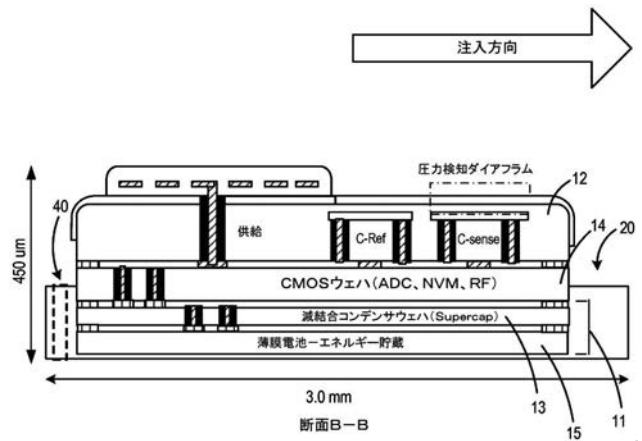 注入方向
圧力検知ダイアフラム
12
40
14
20
供給
C-Ref
C-sense
450 um
CMOSウェハ(ADC、NVM、RF)
減結合コンデンサウェハ(Supercap)
薄膜電池ーエネルギー貯蔵
3.0 mm
13
11
断面B-B
15